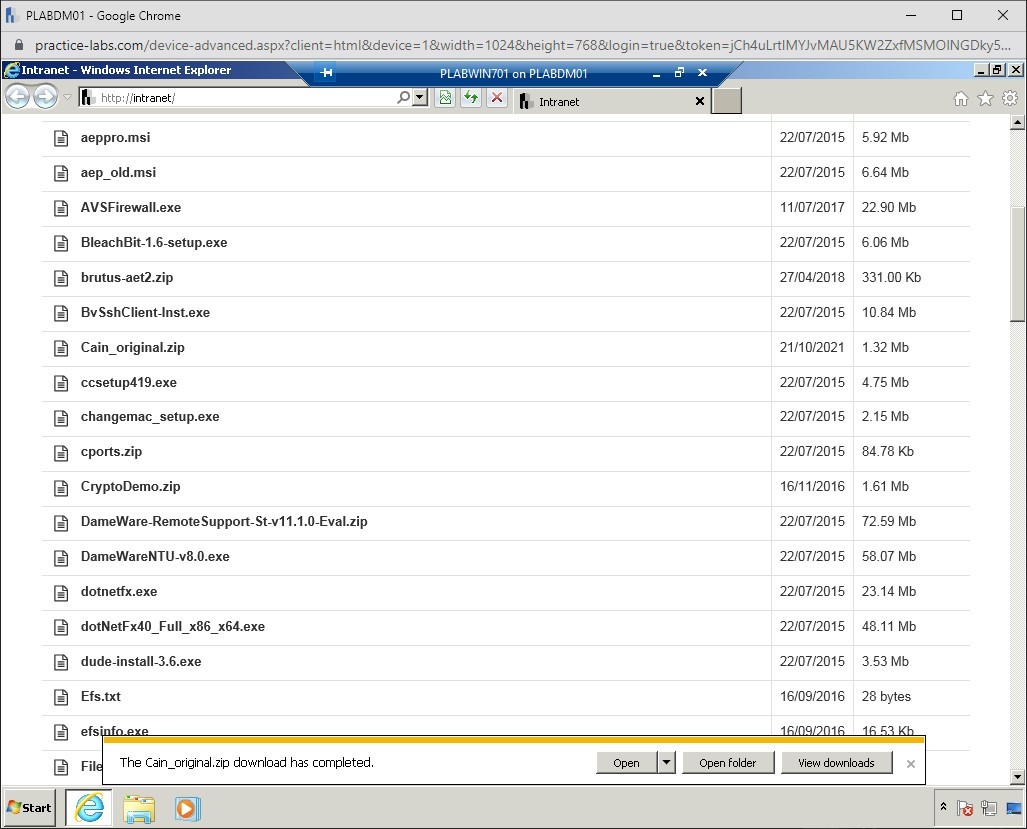 PLABDM01 - Google Chrome
practice-labs.com/device-advanced.aspx?client=html&device=1&width=1024&height=768&login=true&token=jCh4uLrtIMYJvMAU5KW2ZxfMSMOINGDky5...
Intranet - Windows Internet Explorer
PLABWIN701 on PLABDM01
http://intranet/
Intranet
aeppro.msi 22/07/2015 5.92 Mb
aep_old.msi 22/07/2015 6.64 Mb
AVSFirewall.exe 11/07/2017 22.90 Mb
BleachBit-1.6-setup.exe 22/07/2015 6.06 Mb
brutus-aet2.zip 27/04/2018 331.00 Kb
BvSshClient-Inst.exe 22/07/2015 10.84 Mb
Cain_original.zip 21/10/2021 1.32 Mb
ccsetup419.exe 22/07/2015 4.75 Mb
changemac_setup.exe 22/07/2015 2.15 Mb
cports.zip 22/07/2015 84.78 Kb
CryptoDemo.zip 16/11/2016 1.61 Mb
DameWare-RemoteSupport-St-v11.1.0-Eval.zip 22/07/2015 72.59 Mb
DameWareNTU-v8.0.exe 22/07/2015 58.07 Mb
dotnetfx.exe 22/07/2015 23.14 Mb
dotNetFx40_Full_x86_x64.exe 22/07/2015 48.11 Mb
dude-install-3.6.exe 22/07/2015 3.53 Mb
Efs.txt 16/09/2016 28 bytes
efsinfo.exe 16/09/2016 16.53 Kb
File
The Cain_original.zip download has completed.
Open
Open folder
View downloads
Start